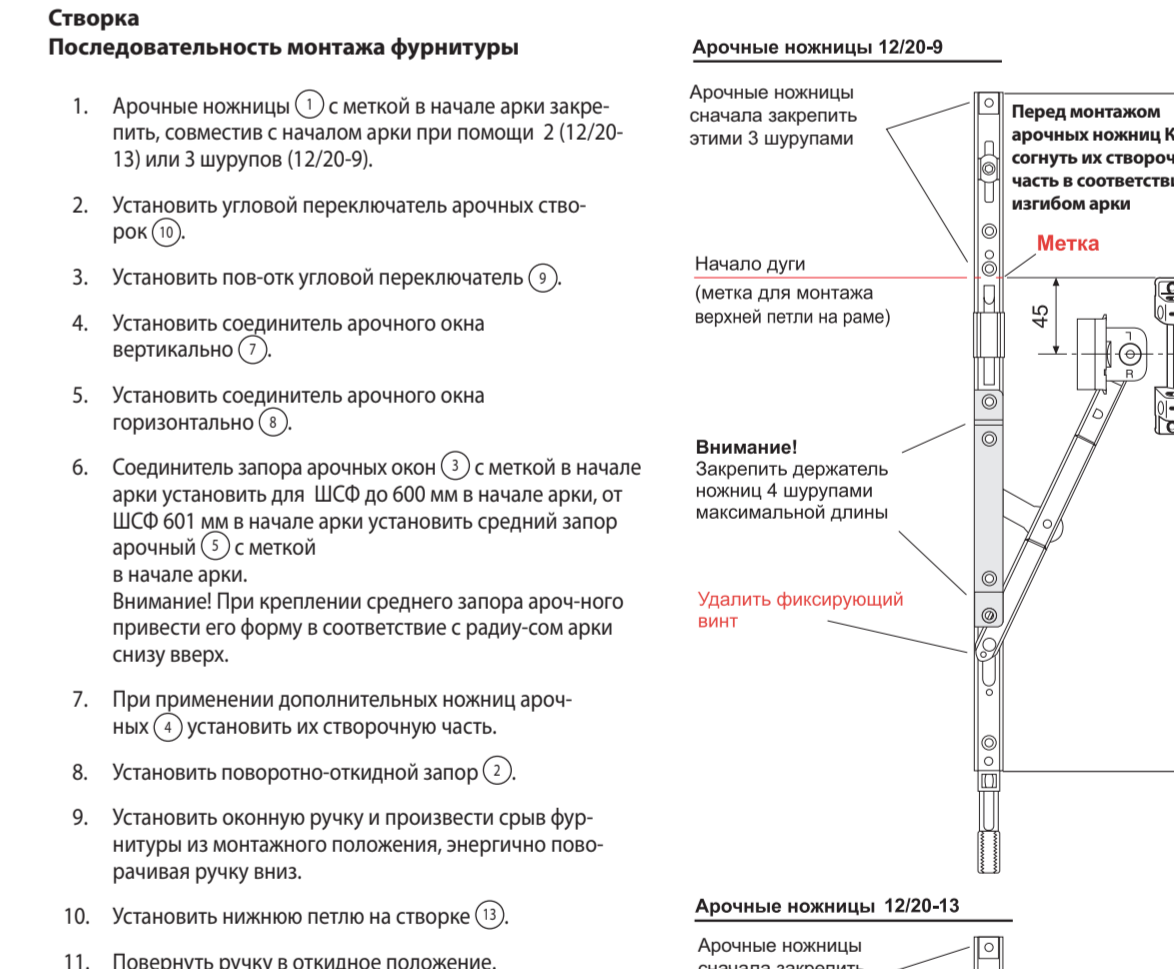 Створка
Последовательность монтажа фурнитуры
1. Арочные ножницы 1 с меткой в начале арки закре-
пить, совместив с началом арки при помощи 2 (12/20-
13) или 3 шурупов (12/20-9).
2. Установить угловой переключатель арочных ство-
рок 10.
3. Установить пов-отк угловой переключатель 9.
4. Установить соединитель арочного окна
вертикально 7.
5. Установить соединитель арочного окна
горизонтально 8.
6. Соединитель запора арочных окон 3 с меткой в начале
арки установить для ШСФ до 600 мм в начале арки, от
ШСФ 601 мм в начале арки установить средний запор
арочный 5 с меткой
в начале арки.
Внимание! При креплении среднего запора ароч-ного
привести его форму в соответствие с радиу-сом арки
снизу вверх.
7. При применении дополнительных ножниц ароч-
ных 4 установить их створочную часть.
8. Установить поворотно-откидной запор 2.
9. Установить оконную ручку и произвести срыв фур-
нитуры из монтажного положения, энергично пово-
рачивая ручку вниз.
10. Установить нижнюю петлю на створке 13.
11. Повернуть ручку в откидное положение.
Арочные ножницы 12/20-9
Арочные ножницы
сначала закрепить
этими 3 шурупами
Перед монтажом
арочных ножниц К
согнуть их створоч
часть в соответстви
изгибом арки
Метка
Начало дуги
(метка для монтажа
верхней петли на раме)
45
L
R
Внимание!
Закрепить держатель
ножниц 4 шурупами
максимальной длины
Удалить фиксирующий
винт
Арочные ножницы 12/20-13
Арочные ножницы
сначала закрепить